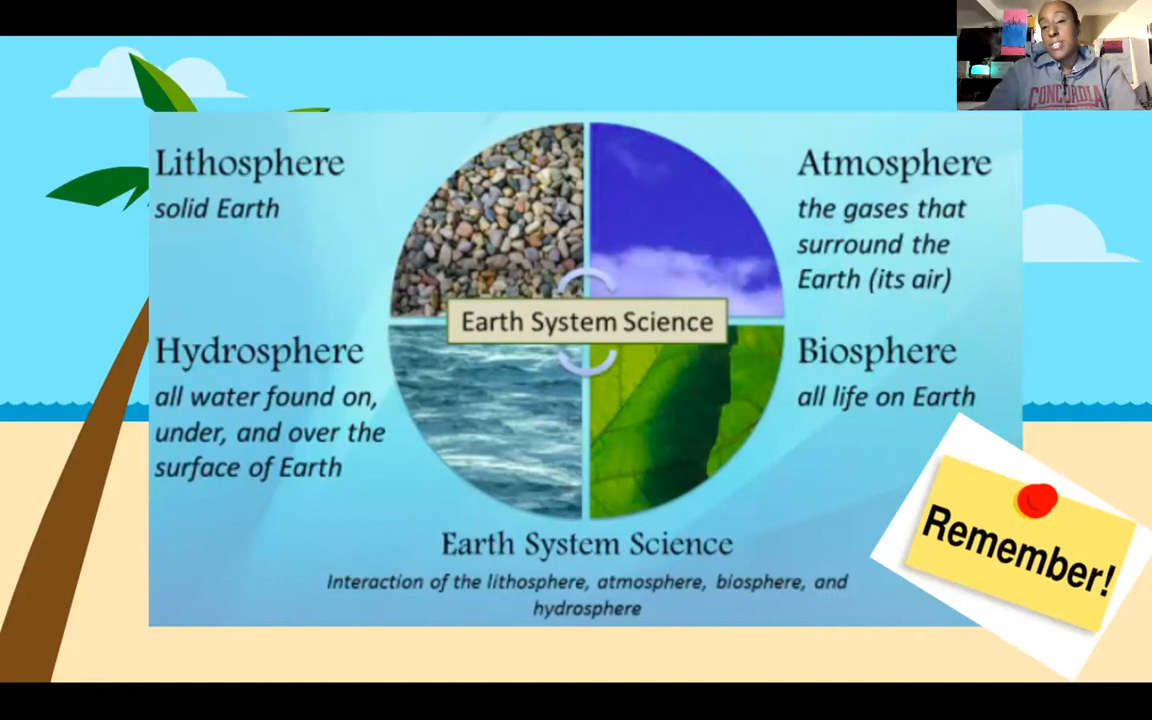 Lithosphere
solid Earth
Hydrosphere
all water found on,
under, and over the
surface of Earth
Earth System Science
Atmosphere
the gases that
surround the
Earth (its air)
Biosphere
all life on Earth
Earth System Science
Interaction of the lithosphere, atmosphere, biosphere, and
hydrosphere
Remember!
CONCORDIA